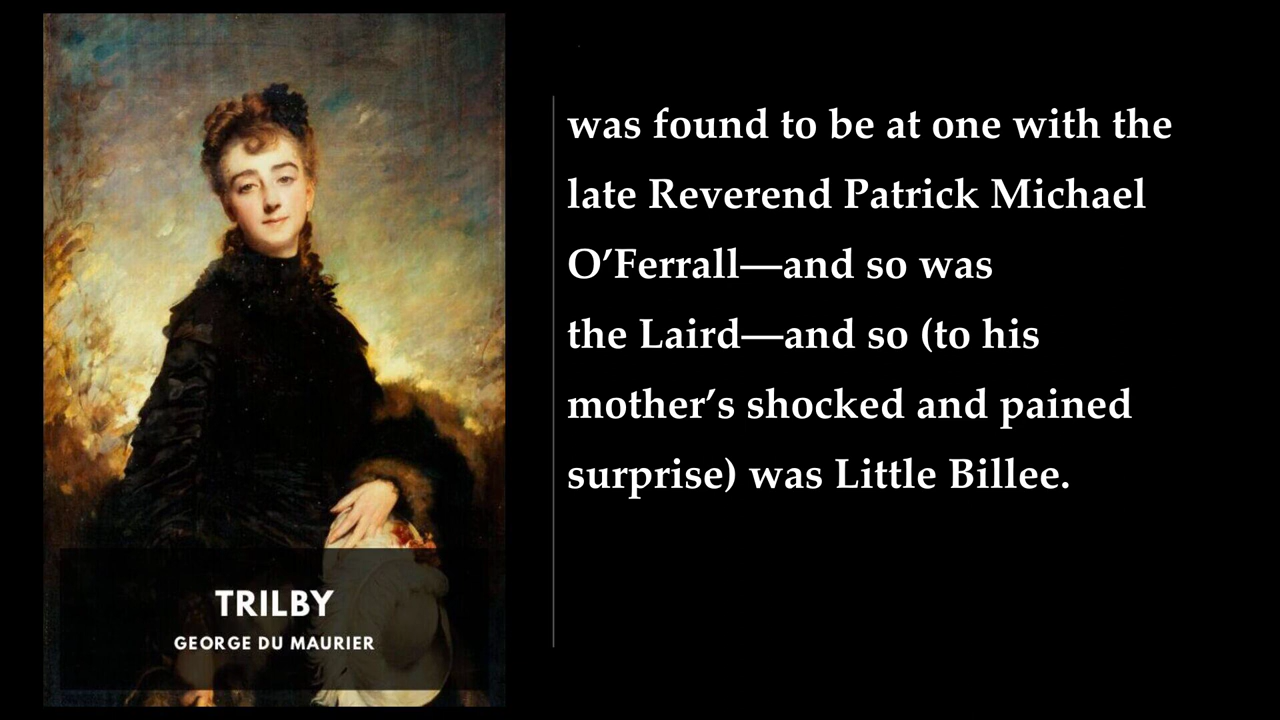 TRILBY
GEORGE DU MAURIER
was found to be at one with the
late Reverend Patrick Michael
O’Ferrall—and so was
the Laird—and so (to his
mother’s shocked and pained
surprise) was Little Billee.